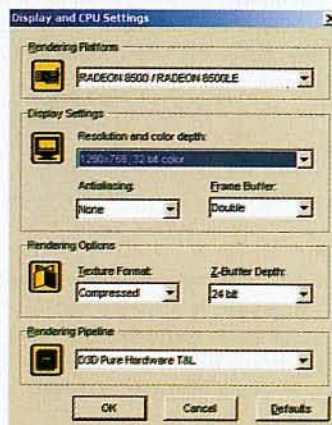 Display and CPU Settings
Rendering Platform
RADEON 8500 / RADEON 8500LE
Display Settings
Resolution and color depth:
1280x768, 32 bit color
Antialiasing:
Frame Buffer:
None
Double
Rendering Options
Texture Format:
Z-Buffer Depth:
Compressed
24 bit
Rendering Pipeline
D3D Pure Hardware T&L
OK
Cancel
Defaults